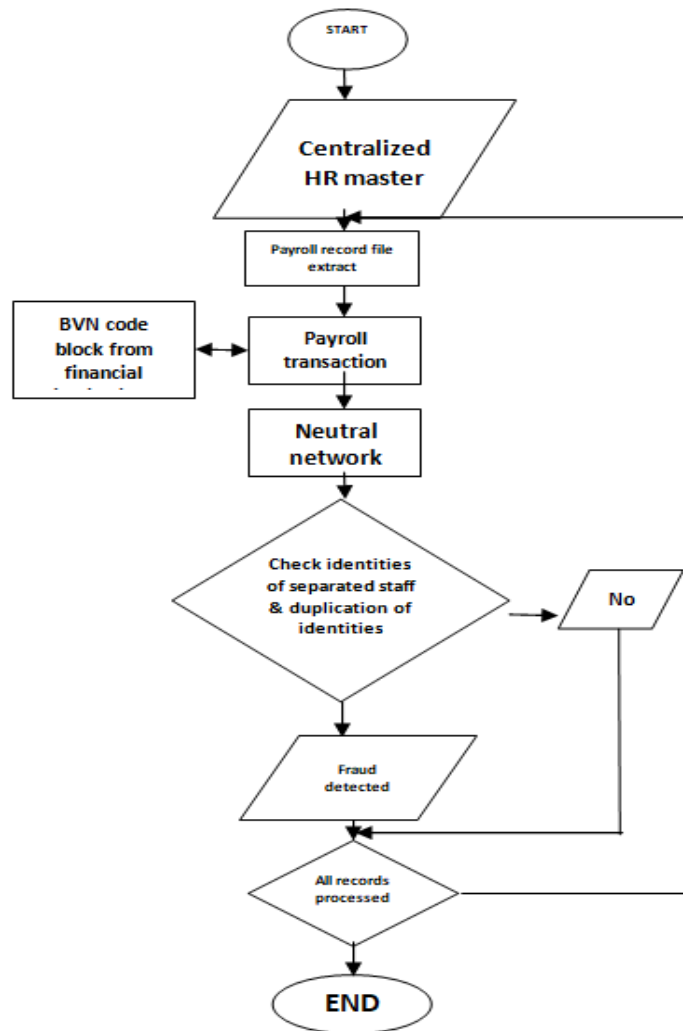 START
Centralized
HR master
Payroll record file
extract
BVN code
block from
financial
Payroll
transaction
Neutral
network
Check identities
of separated staff
& duplication of
identities
No
Fraud
detected
All records
processed
END